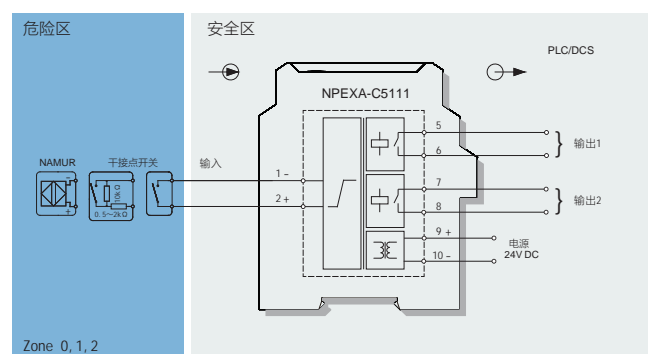 危险区
安全区
PLC/DCS
NPEXA-C5111
5
6
输出1
NAMUR
干接点开关
输入
1 -
2 +
-
+
10k Ω
0.5~2k Ω
7
8
输出2
9 +
10 -
电源
24V DC
Zone 0, 1, 2